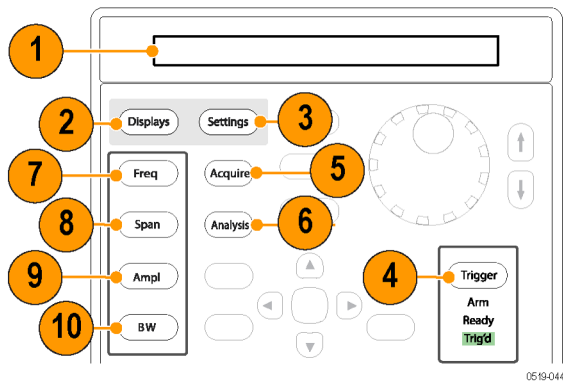 1
2
Displays
Settings
3
7
Freq
Acquire
5
8
Span
Analysis
6
9
Ampl
4
Trigger
Arm
Ready
Trig'd
10
BW
0519-044